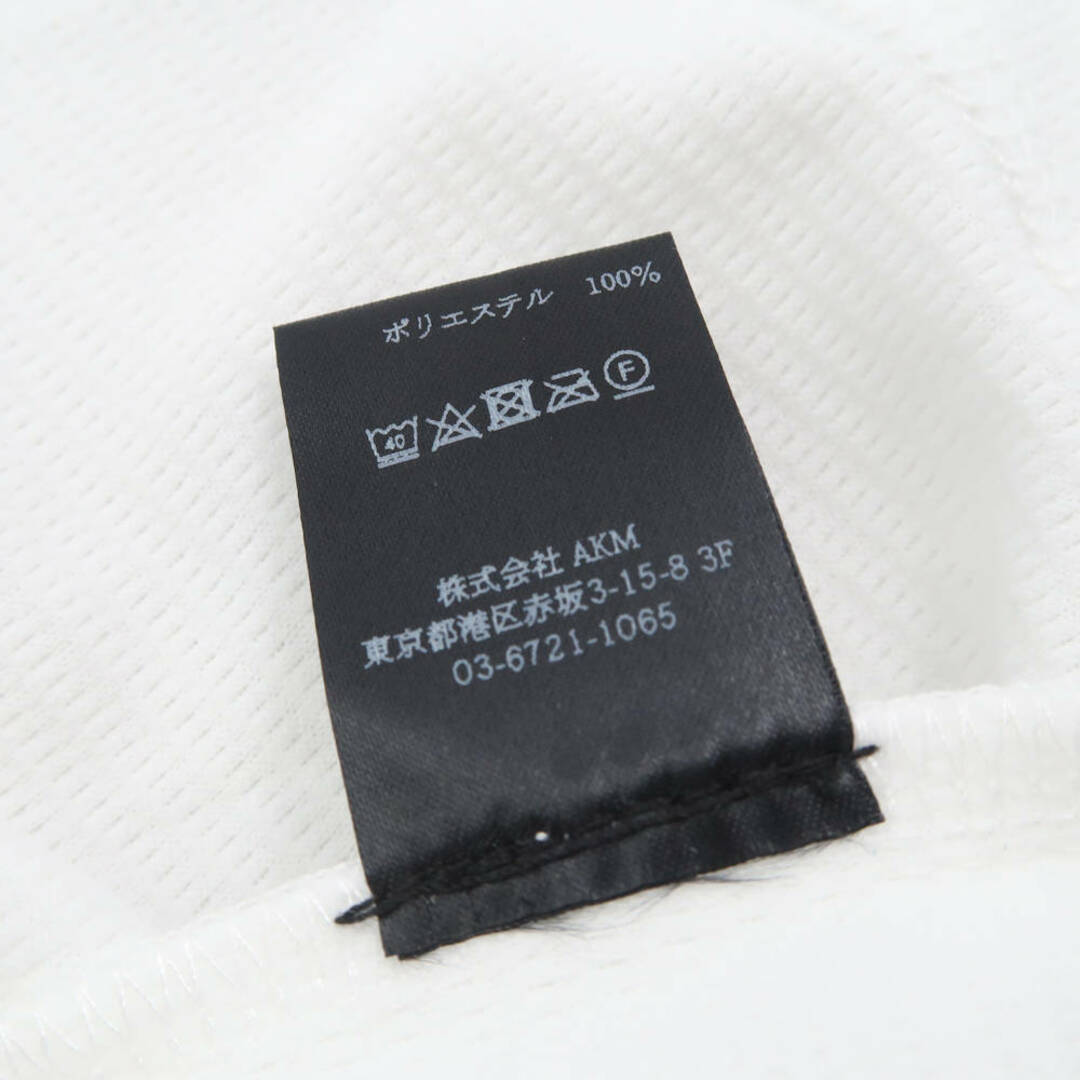 ポリエステル 100%
40 F
株式会社 AKM
東京都港区赤坂3-15-8 3F
03-6721-1065